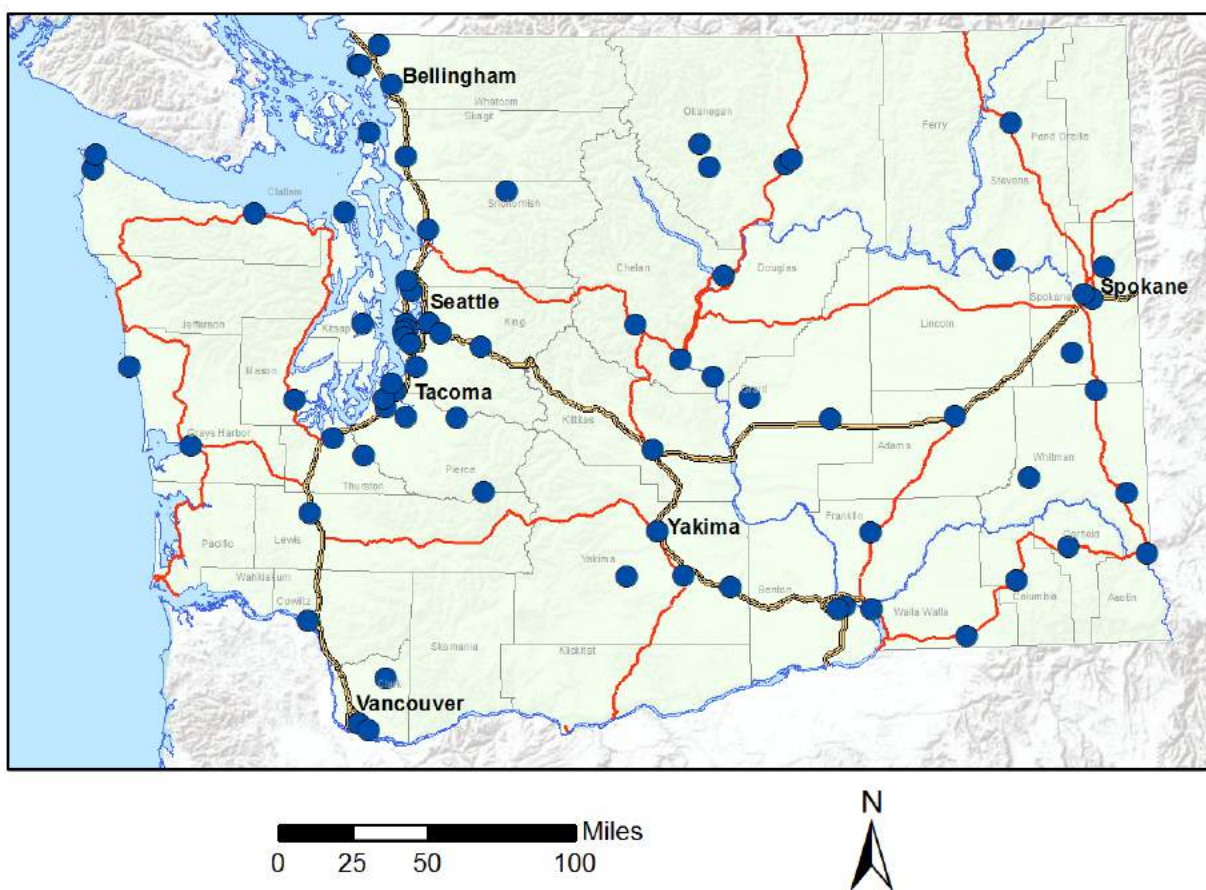 Bellingham
Whatcom
Skagit
Okanogan
Ferry
Pend Oreille
Stevens
Clallam
Snohomish
Chelan
Douglas
Spokane
Spokane
Seattle
King
Lincoln
Jefferson
Kitsap
Mason
Tacoma
Grant
Kittitas
Grays Harbor
Adams
Whitman
Pierce
Thurston
Franklin
Yakima
Pacific
Lewis
Garfield
Yakima
Wahkiakum
Benton
Columbia
Asotin
Cowlitz
Walla Walla
Skamania
Klickitat
Clark
Vancouver
N
Miles
0 25 50 100